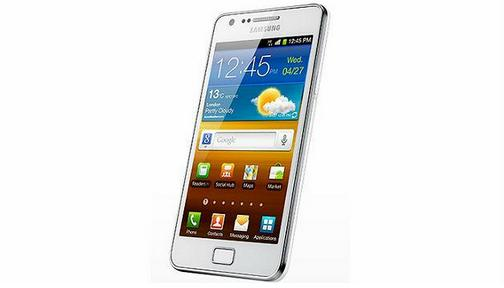 SAMSUNG
12:45 PM
12:45 PM
Wed.
04/27
13°C
London
Partly Cloudy
Google
Readers H
Social Hub
Maps
Market
Phone
Contacts
Messaging
Applications